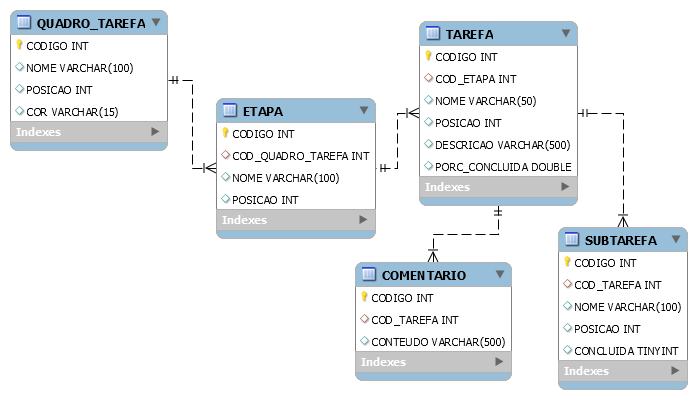 QUADRO_TAREFA
CODIGO INT
NOME VARCHAR(100)
POSICAO INT
COR VARCHAR(15)
Indexes
ETAPA
CODIGO INT
COD_QUADRO_TAREFA INT
NOME VARCHAR(100)
POSICAO INT
Indexes
TAREFA
CODIGO INT
COD_ETAPA INT
NOME VARCHAR(50)
POSICAO INT
DESCRICAO VARCHAR(500)
PORC_CONCLUIDA DOUBLE
Indexes
COMENTARIO
CODIGO INT
COD_TAREFA INT
CONTEUDO VARCHAR(500)
Indexes
SUBTAREFA
CODIGO INT
COD_TAREFA INT
NOME VARCHAR(100)
POSICAO INT
CONCLUIDA TINYINT
Indexes